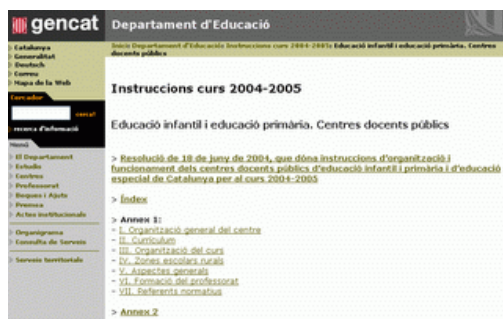 gencat
Departament d'Educació
Catalunya
Generalitat
Deutsch
Correu
Mapa de la Web
Cercador
cerca!
recerca d'informació
Menú
El Departament
Estudis
Centres
Professorat
Beques i Ajuts
Premsa
Actes institucionals
Organigrama
Consulta de Serveis
Serveis territorials
Inici: Departament d'Educació: Instruccions curs 2004-2005: Educació infantil i educació primària. Centres
docents públics
Instruccions curs 2004-2005
Educació infantil i educació primària. Centres docents públics
> Resolució de 18 de juny de 2004, que dóna instruccions d'organització i
funcionament dels centres docents públics d'educació infantil i primària i d'educació
especial de Catalunya per al curs 2004-2005
> Índex
> Annex 1:
- I. Organització general del centre
- II. Currículum
- III. Organització del curs
- IV. Zones escolars rurals
- V. Aspectes generals
- VI. Formació del professorat
- VII. Referents normatius
> Annex 2